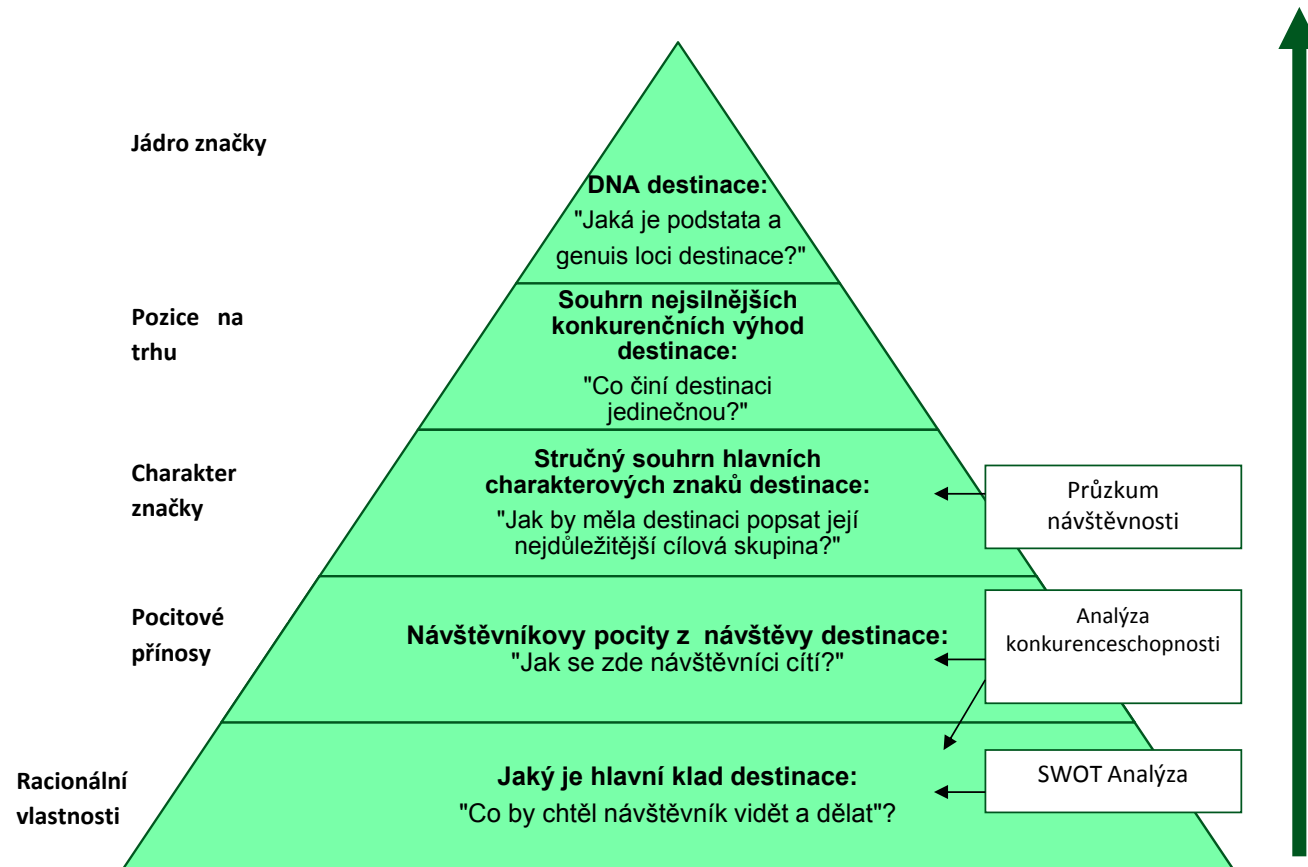 Jádro značky
DNA destinace:
"Jaká je podstata a
genuis loci destinace?"
Pozice na
trhu
Souhrn nejsilnějších
konkurenčních výhod
destinace:
"Co činí destinaci
jedinečnou?"
Charakter
značky
Stručný souhrn hlavních
charakterových znaků destinace:
"Jak by měla destinaci popsat její
nejdůležitější cílová skupina?"
Průzkum
návštěvnosti
Pocitové
přínosy
Návštěvníkovy pocity z návštěvy destinace:
"Jak se zde návštěvníci cítí?"
Analýza
konkurenceschopnosti
Racionální
vlastnosti
Jaký je hlavní klad destinace:
"Co by chtěl návštěvník vidět a dělat"?
SWOT Analýza